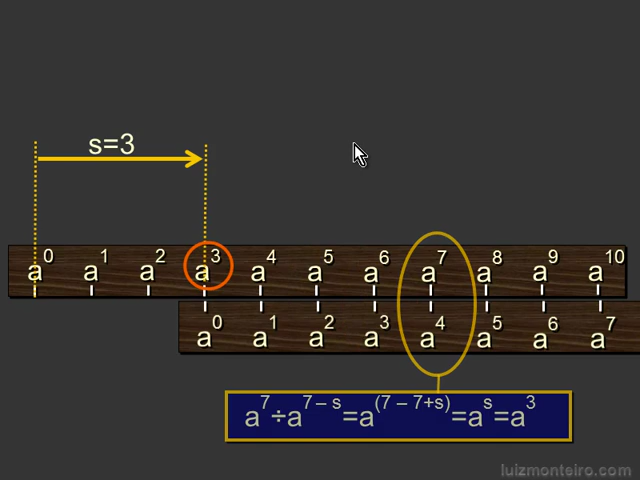 s=3
a⁰ a¹ a² a³ a⁴ a⁵ a⁶ a⁷ a⁸ a⁹ a¹⁰
a⁰ a¹ a² a³ a⁴ a⁵ a⁶ a⁷
a⁷÷a⁷⁻ˢ=a⁽⁷⁻⁷⁺ˢ⁾=aˢ=a³
luizmonteiro.com